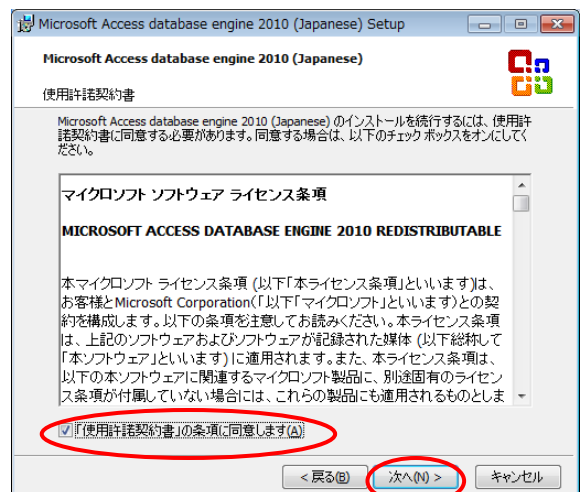 Microsoft Access database engine 2010 (Japanese) Setup
Microsoft Access database engine 2010 (Japanese)
使用許諾契約書
Microsoft Access database engine 2010 (Japanese) のインストールを続行するには、使用許
諾契約書に同意する必要があります。同意する場合は、以下のチェック ボックスをオンにしてく
ださい。
マイクロソフト ソフトウェア ライセンス条項
MICROSOFT ACCESS DATABASE ENGINE 2010 REDISTRIBUTABLE
本マイクロソフト ライセンス条項 (以下「本ライセンス条項」といいます)は、
お客様とMicrosoft Corporation(「以下「マイクロソフト」といいます)との契
約を構成します。以下の条項を注意してお読みください。本ライセンス条項
は、上記のソフトウェアおよびソフトウェアが記録された媒体 (以下総称して
「本ソフトウェア」といいます) に適用されます。また、本ライセンス条項は、
以下の本ソフトウェアに関連するマイクロソフト製品に、別途固有のライセン
ス条項が付属していない場合には、これらの製品にも適用されるものとしま
「使用許諾契約書」の条項に同意します(A)
< 戻る(B)
次へ(N) >
キャンセル